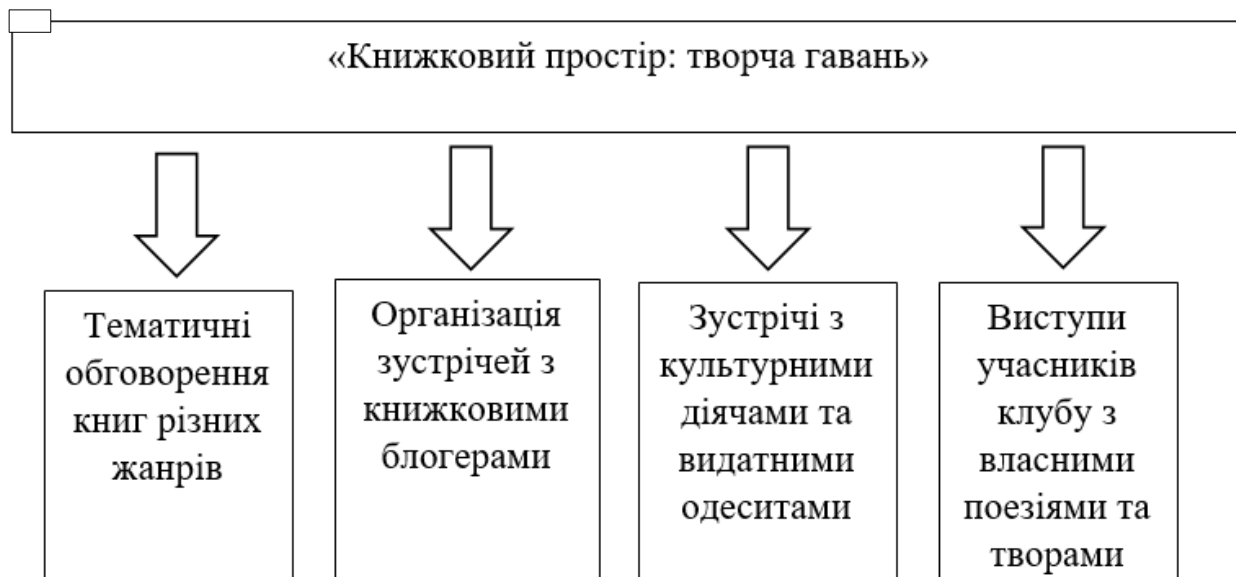 «Книжковий простір: творча гавань»
Тематичні
обговорення
книг різних
жанрів
Організація
зустрічей з
книжковими
блогерами
Зустрічі з
культурними
діячами та
видатними
одеситами
Виступи
учасників
клубу з
власними
поезіями та
творами